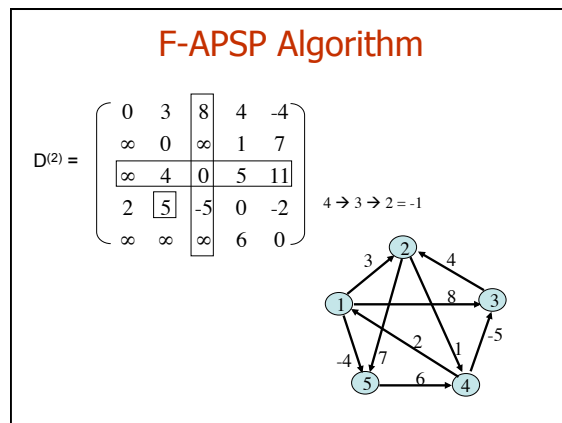 F-APSP Algorithm
0 3 8 4 -4
∞ 0 ∞ 1 7
D(2) =
∞ 4 0 5 11
2 5 -5 0 -2
4 → 3 → 2 = -1
∞ ∞ ∞ 6 0
2
3
4
1
8
3
2
-5
-4
7
1
5
6
4